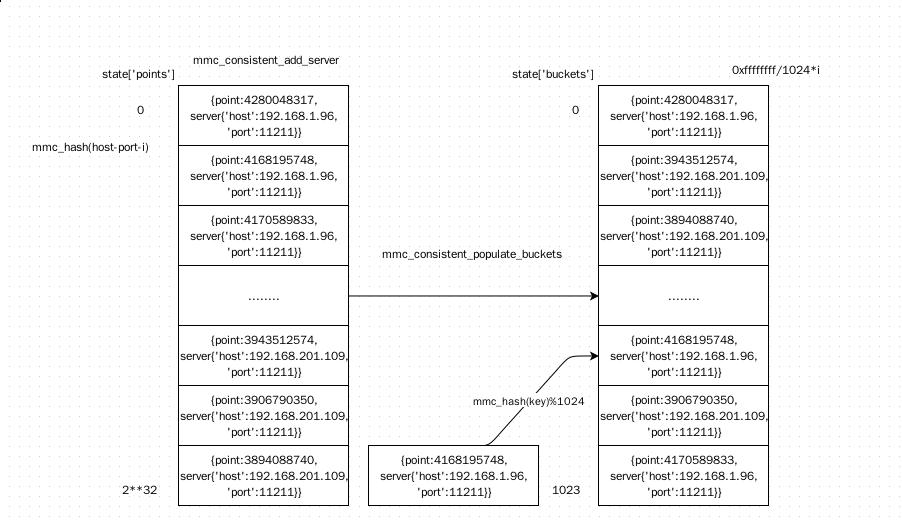 mmc_consistent_add_server
state['points']
state['buckets']
0xffffffff/1024*i
0
mmc_hash(host-port-i)
{point:4280048317,
server{'host':192.168.1.96,
'port':11211}}
{point:4168195748,
server{'host':192.168.1.96,
'port':11211}}
{point:4170589833,
server{'host':192.168.1.96,
'port':11211}}
........
{point:3943512574,
server{'host':192.168.201.109,
'port':11211}}
{point:3906790350,
server{'host':192.168.201.109,
'port':11211}}
{point:3894088740,
server{'host':192.168.201.109,
'port':11211}}
2**32
mmc_consistent_populate_buckets
mmc_hash(key)%1024
{point:4168195748,
server{'host':192.168.1.96,
'port':11211}}
0
{point:4280048317,
server{'host':192.168.1.96,
'port':11211}}
{point:3943512574,
server{'host':192.168.201.109,
'port':11211}}
{point:3894088740,
server{'host':192.168.201.109,
'port':11211}}
........
{point:4168195748,
server{'host':192.168.1.96,
'port':11211}}
{point:3906790350,
server{'host':192.168.201.109,
'port':11211}}
{point:4170589833,
server{'host':192.168.1.96,
'port':11211}}
1023